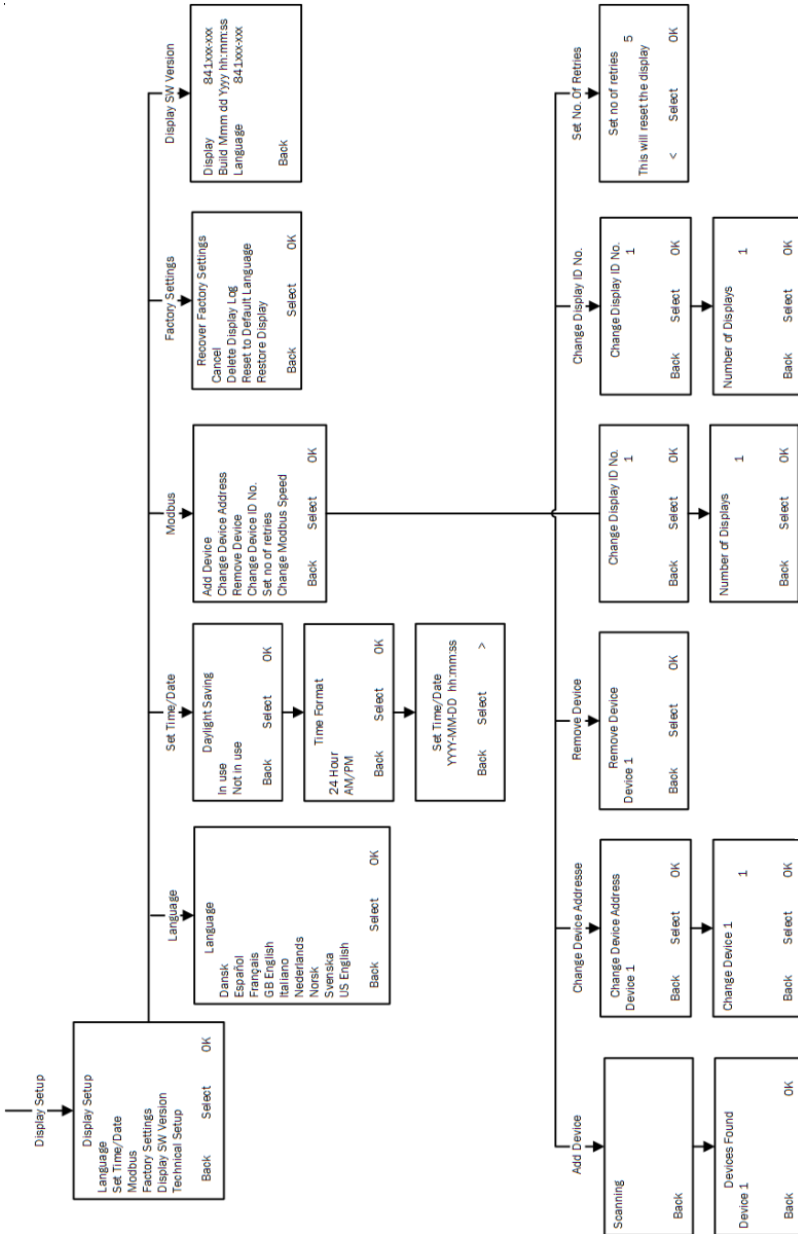 Display Setup
Display Setup
Language
Set Time/Date
Modbus
Factory Settings
Display SW Version
Technical Setup
Back Select OK
Language
Language
Dansk
Español
Français
GB English
Italiano
Nederlands
Norsk
Svenska
US English
Back Select OK
Set Time/Date
Daylight Saving
In use
Not in use
Back Select OK
Time Format
24 Hour
AM/PM
Back Select OK
Set Time/Date
YYYY-MM-DD hh:mm:ss
Back Select >
Modbus
Add Device
Change Device Address
Remove Device
Change Device ID No.
Set no of retries
Change Modbus Speed
Back Select OK
Factory Settings
Recover Factory Settings
Cancel
Delete Display Log
Reset to Default Language
Restore Display
Back Select OK
Display SW Version
Display 841xxx-xxx
Build Mmm dd Yyyy hh:mm:ss
Language 841xxx-xxx
Back
Add Device
Scanning
Back
Devices Found
Device 1
Back OK
Change Device Addresse
Change Device Address
Device 1
Back Select OK
Change Device 1 1
Back Select OK
Remove Device
Remove Device
Device 1
Back Select OK
Change Display ID No.
1
Back Select OK
Number of Displays
1
Back Select OK
Change Display ID No.
Change Display ID No.
1
Back Select OK
Number of Displays
1
Back Select OK
Set No. Of Retries
Set no of retries
5
This will reset the display
< Select OK